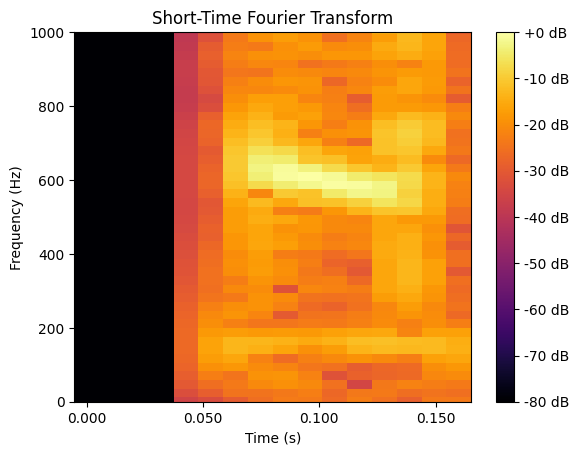 Short-Time Fourier Transform
1000
800
600
400
200
0
Frequency (Hz)
0.000
0.050
0.100
0.150
Time (s)
+0 dB
-10 dB
-20 dB
-30 dB
-40 dB
-50 dB
-60 dB
-70 dB
-80 dB